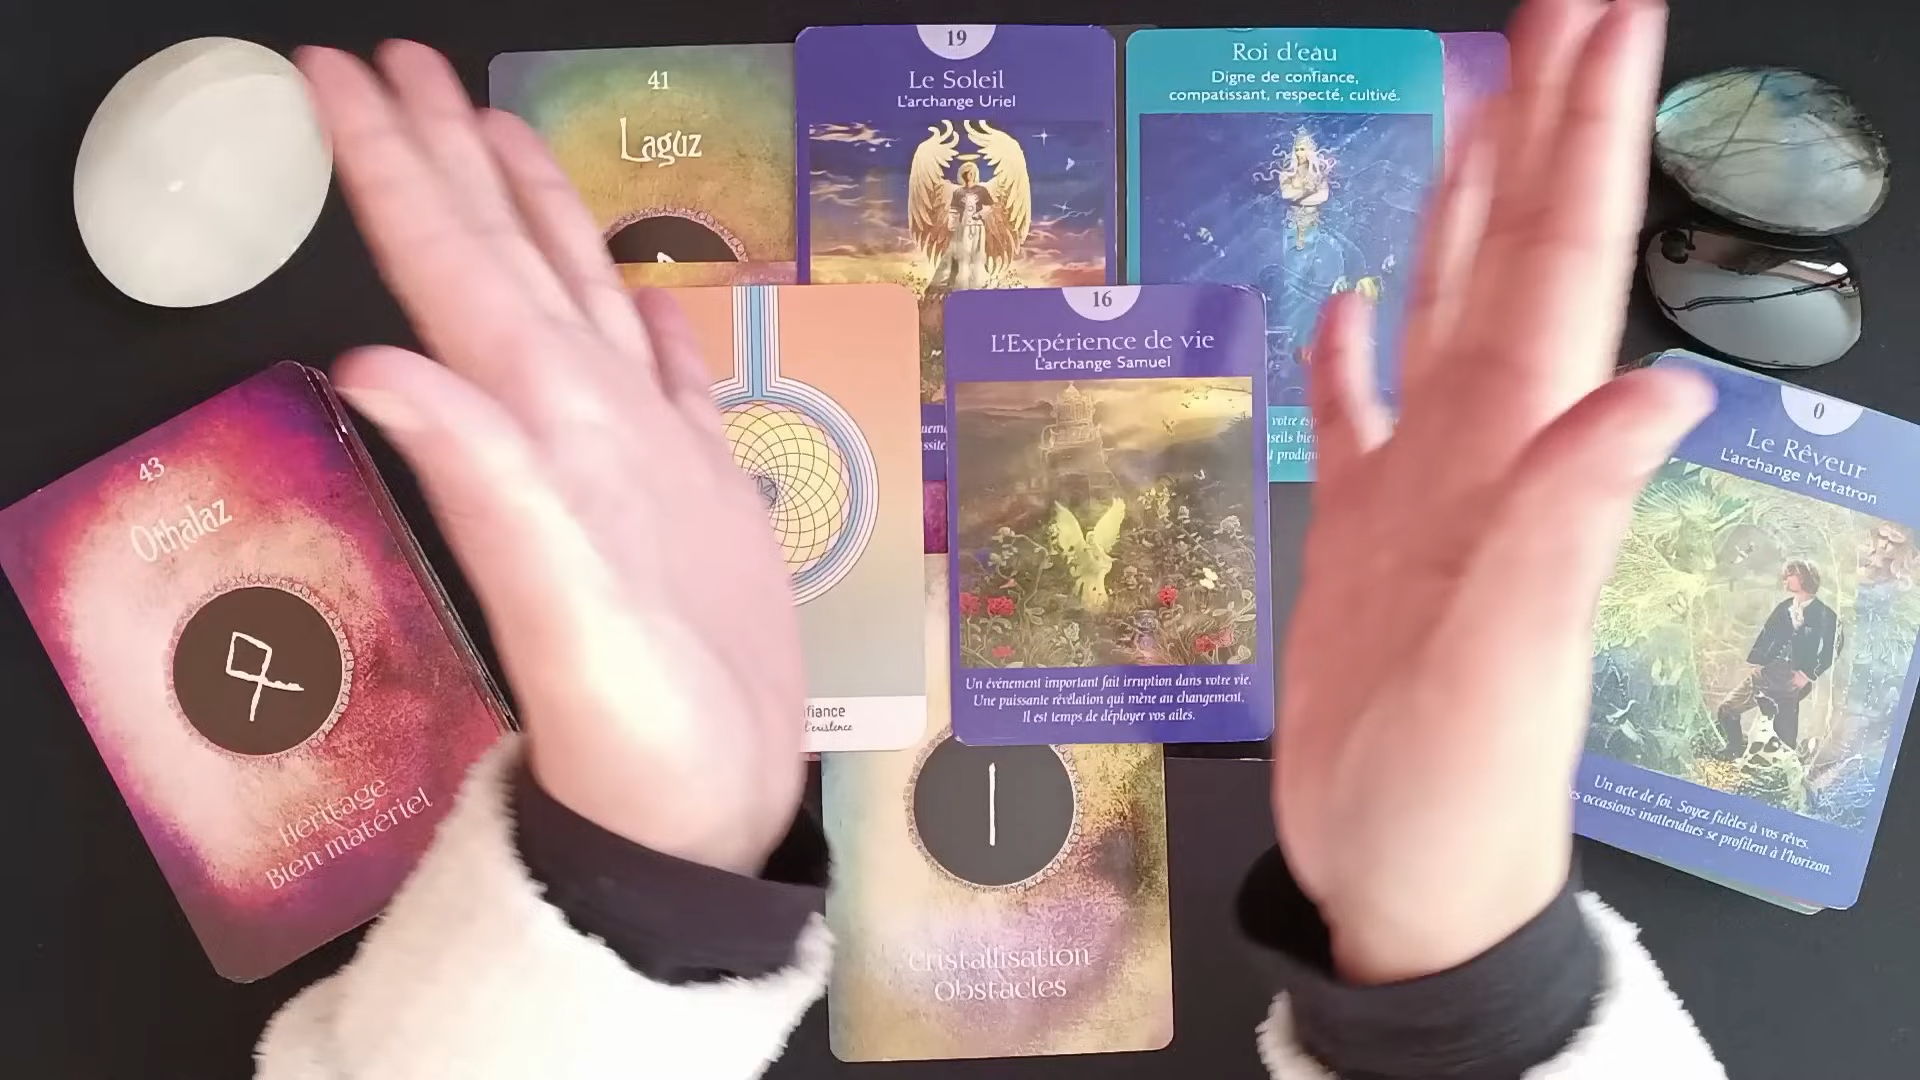 41
Laguz
19
Le Soleil
L'archange Uriel
Roi d'eau
Digne de confiance,
compatissant, respecté, cultivé.
16
L'Expérience de vie
L'archange Samuel
Un événement important fait irruption dans votre vie.
Une puissante révélation qui mène au changement.
Il est temps de déployer vos ailes.
votre
43
Othalaz
Héritage
Bien matériel
Cristallisation
Obstacles
0
Le Rêveur
L'archange Metatron
Un acte de foi. Soyez fidèles à vos rêves.
occasions inattendues se profilent à l'horizon.